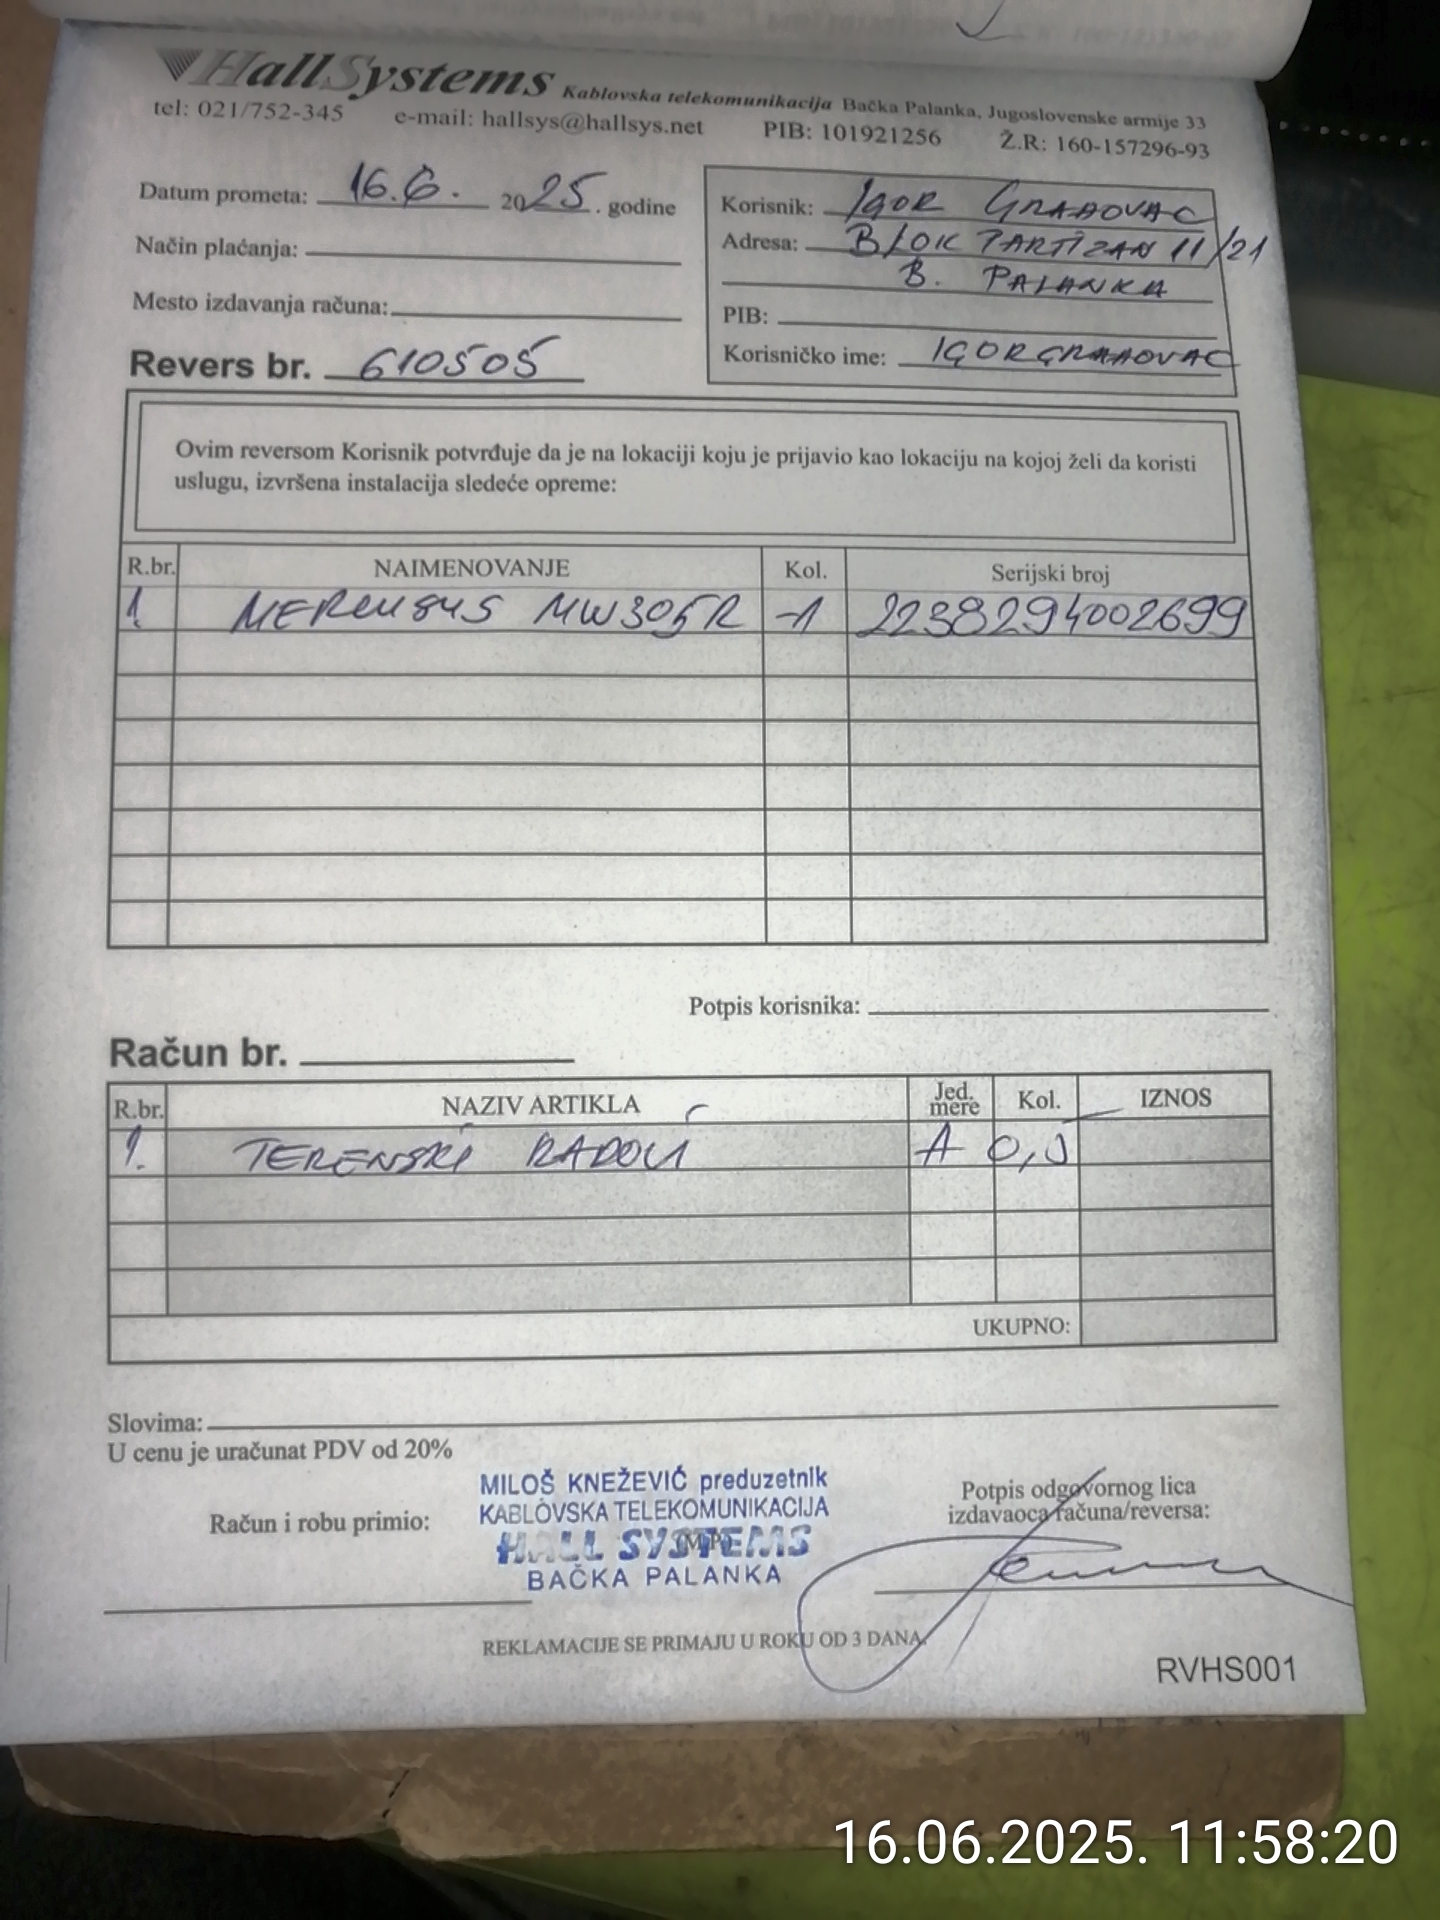 HallSystems Kablovska telekomunikacija Bačka Palanka, Jugoslovenske armije 33
tel: 021/752-345 e-mail: hallsys@hallsys.net PIB: 101921256 Ž.R: 160-157296-93
Datum prometa: 16.6. 2025. godine
Način plaćanja:
Mesto izdavanja računa:
Revers br. 610505
Korisnik: IGOR GRAHOVAC
Adresa: BLOK PARTIZAN 11/21
B. PALANKA
PIB:
Korisničko ime: IGORGRAHOVAC
Ovim reversom Korisnik potvrđuje da je na lokaciji koju je prijavio kao lokaciju na kojoj želi da koristi
uslugu, izvršena instalacija sledeće opreme:
R.br. NAIMENOVANJE Kol. Serijski broj
1. MERCUSYS MW305R -1 2238294002699
Potpis korisnika:
Račun br.
R.br. NAZIV ARTIKLA Jed. mere Kol. IZNOS
1. TERENSKI RADOVI A 0,5
UKUPNO:
Slovima:
U cenu je uračunat PDV od 20%
Račun i robu primio:
MILOŠ KNEŽEVIĆ preduzetnik
KABLOVSKA TELEKOMUNIKACIJA
HALL SYSTEMS
BAČKA PALANKA
(M.P.)
Potpis odgovornog lica
izdavaoca računa/reversa:
REKLAMACIJE SE PRIMAJU U ROKU OD 3 DANA.
RVHS001
16.06.2025. 11:58:20